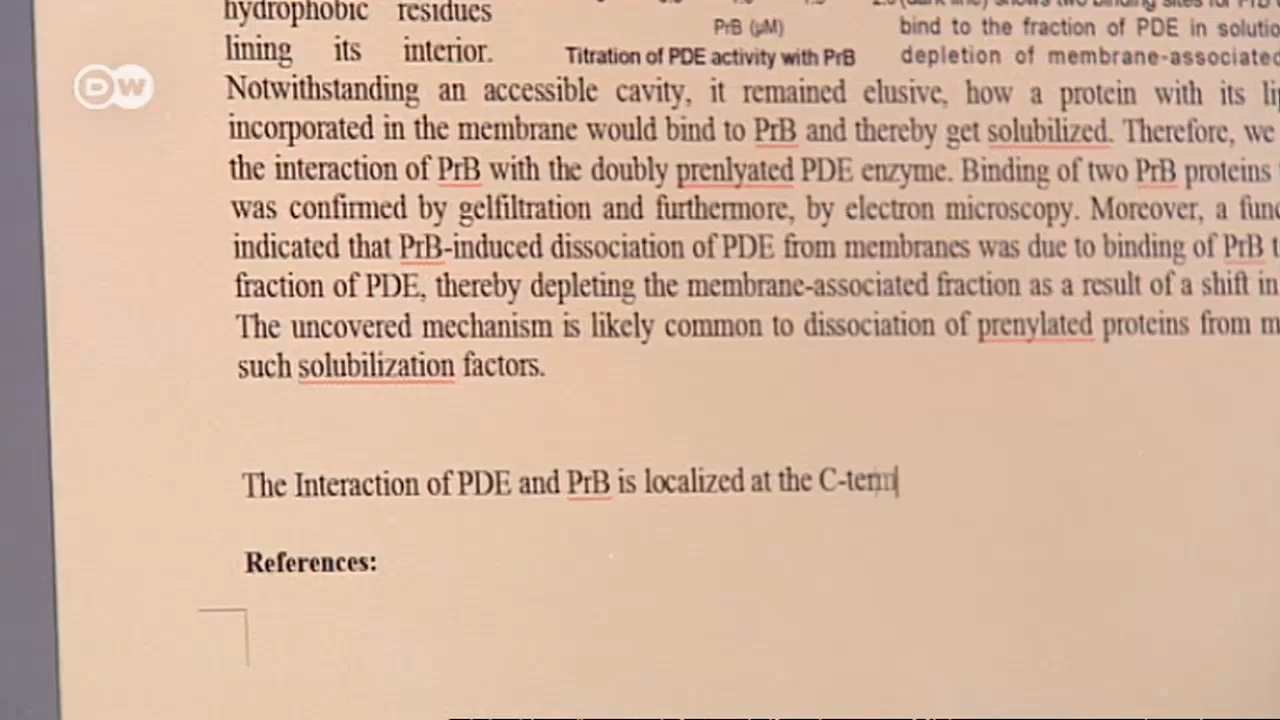 DW
hydrophobic residues
lining its interior.
PrB (µM)
Titration of PDE activity with PrB
bind to the fraction of PDE in
depletion of membrane-associated
Notwithstanding an accessible cavity, it remained elusive, how a protein with its
incorporated in the membrane would bind to PrB and thereby get solubilized. Therefore, we
the interaction of PrB with the doubly prenlyated PDE enzyme. Binding of two PrB proteins
was confirmed by gelfiltration and furthermore, by electron microscopy. Moreover, a
indicated that PrB-induced dissociation of PDE from membranes was due to binding of PrB
fraction of PDE, thereby depleting the membrane-associated fraction as a result of a shift in
The uncovered mechanism is likely common to dissociation of prenylated proteins from
such solubilization factors.
The Interaction of PDE and PrB is localized at the C-term
References: